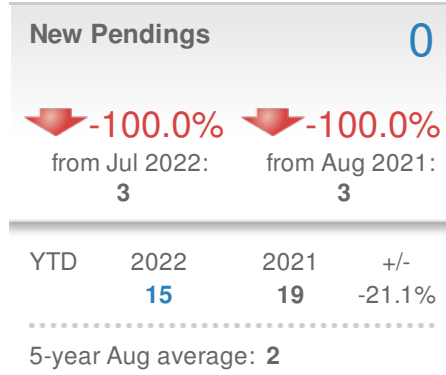 New Pendings 0
-100.0% -100.0%
from Jul 2022: from Aug 2021:
3 3
YTD 2022 2021 +/-
15 19 -21.1%
5-year Aug average: 2